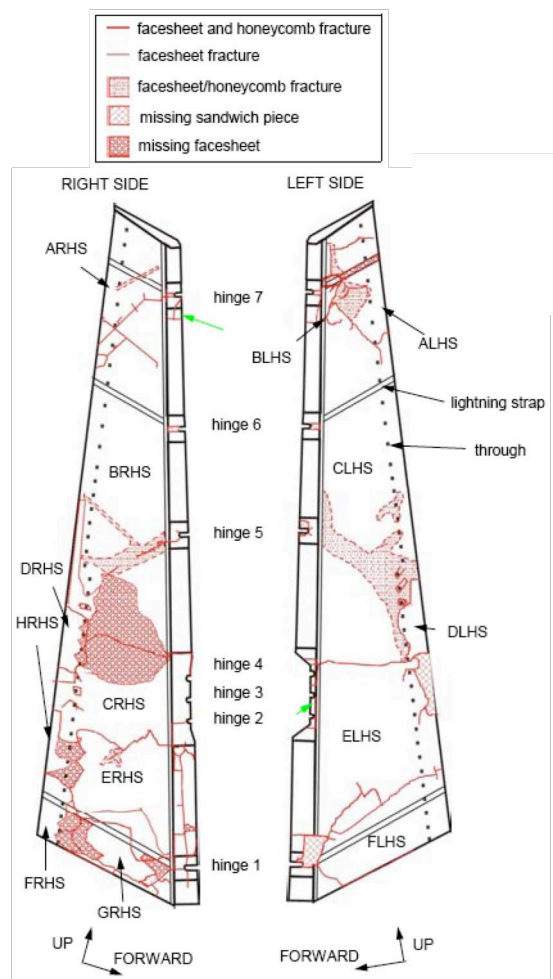 facesheet and honeycomb fracture
facesheet fracture
facesheet/honeycomb fracture
missing sandwich piece
missing facesheet
RIGHT SIDE
LEFT SIDE
ARHS
hinge 7
BLHS
ALHS
lightning strap
hinge 6
through
BRHS
CLHS
hinge 5
DRHS
HRHS
DLHS
hinge 4
hinge 3
CRHS
hinge 2
ELHS
ERHS
FLHS
hinge 1
FRHS
GRHS
UP
FORWARD
FORWARD
UP